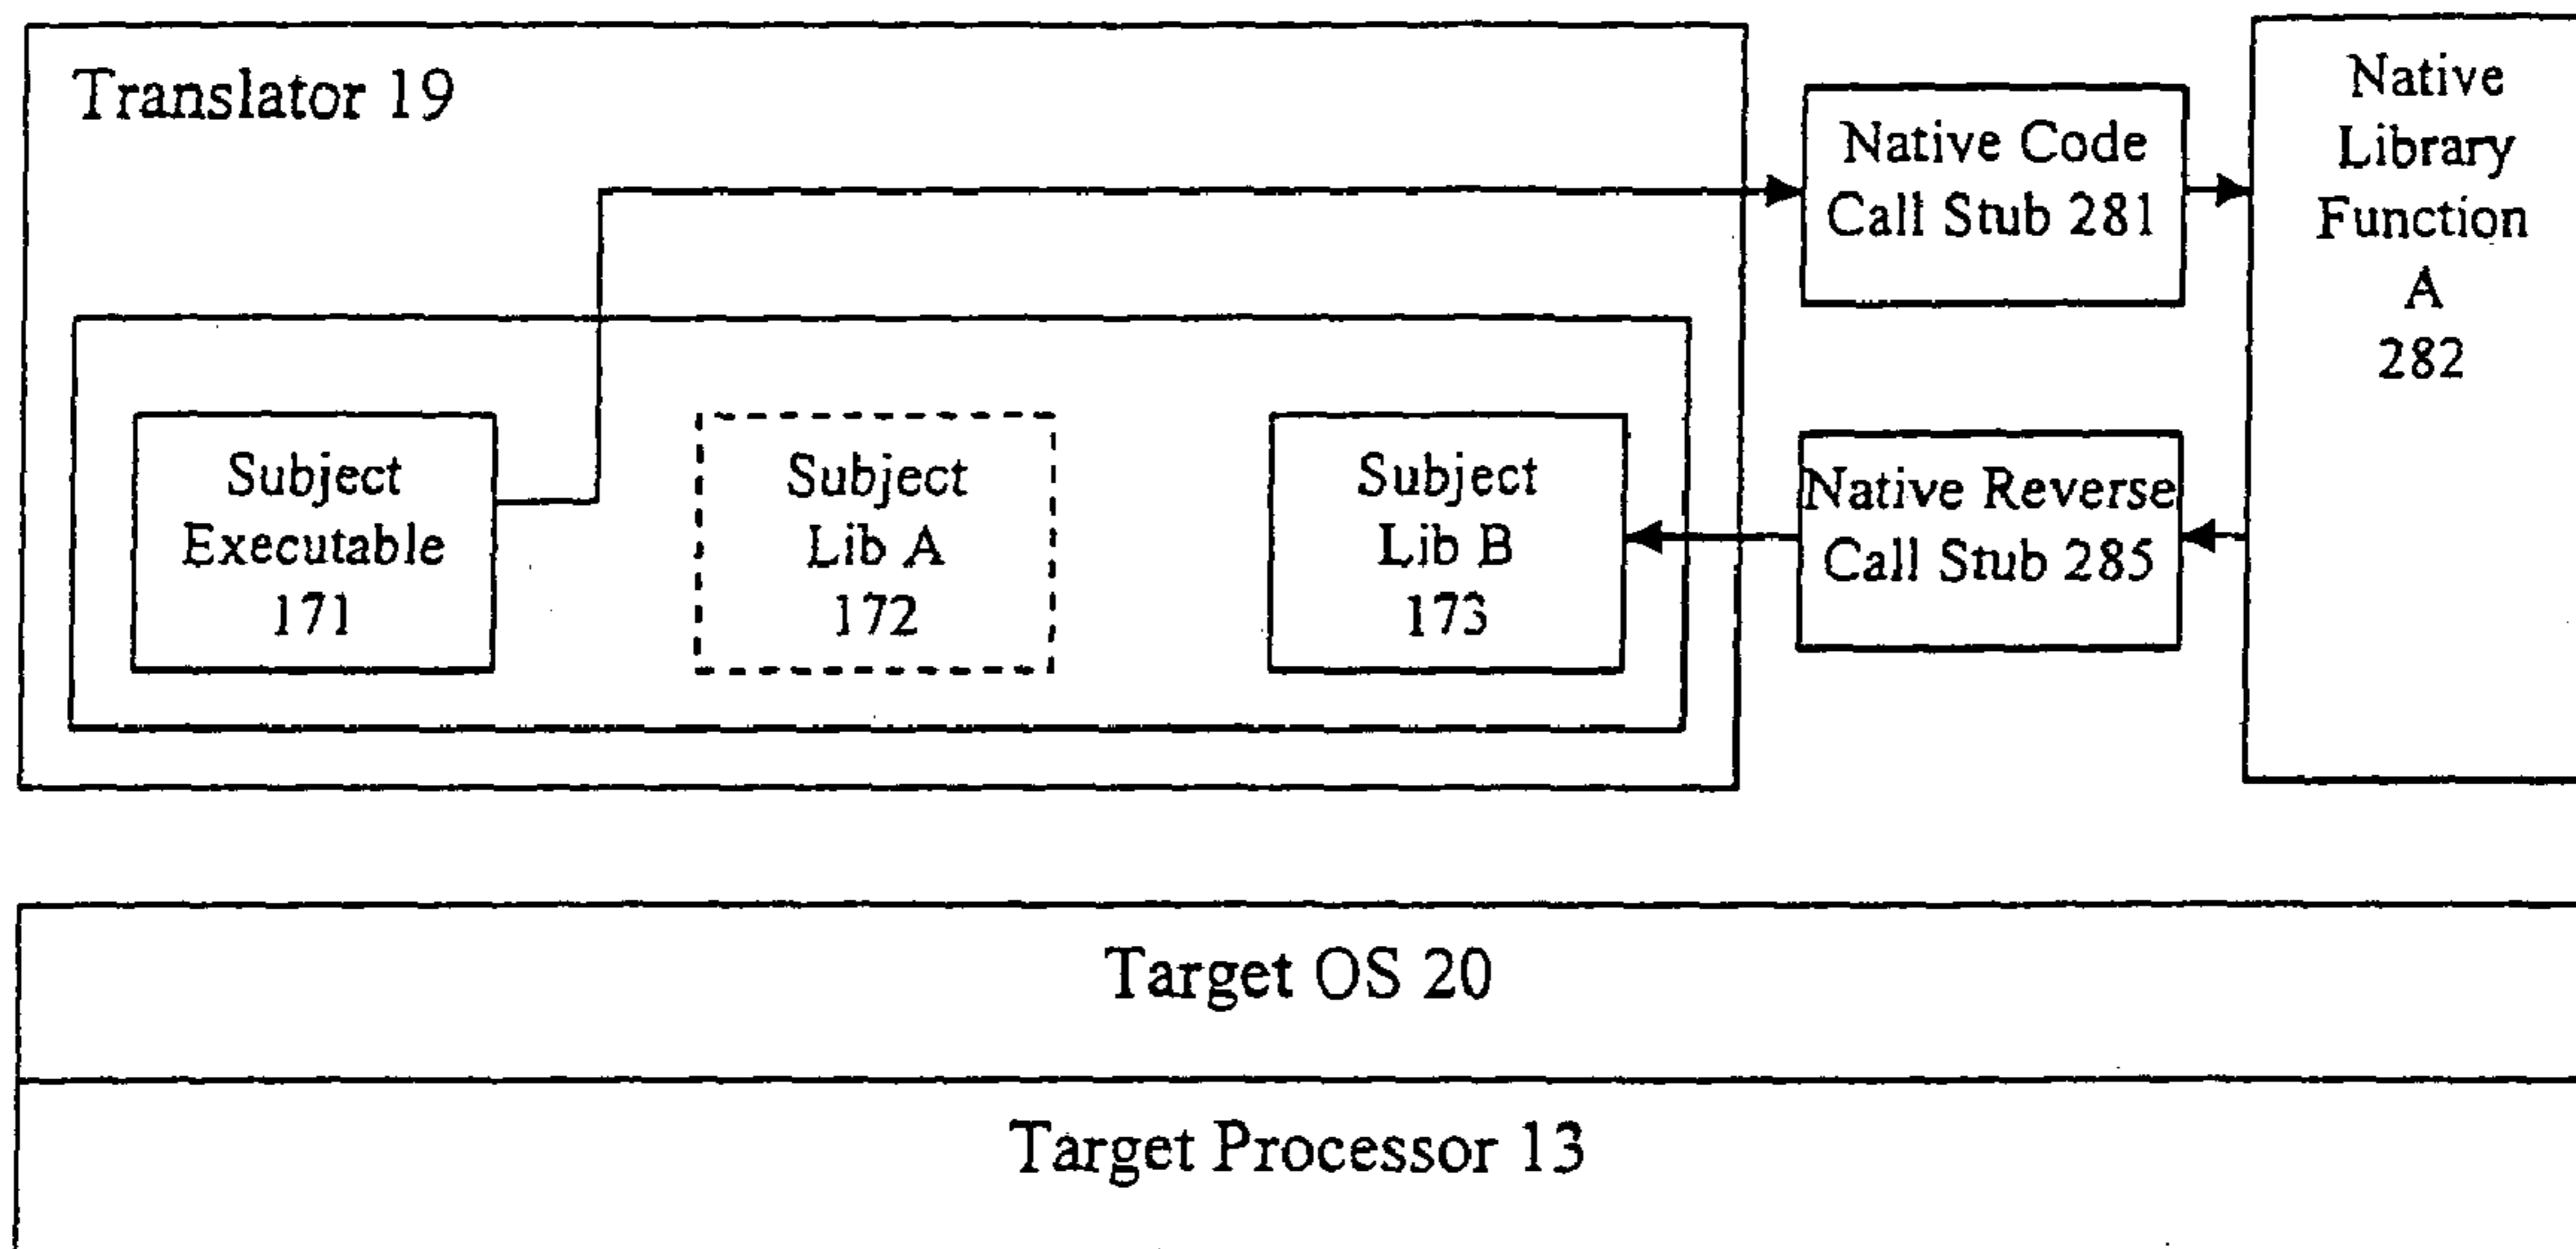 Translator 19
Native Code
Call Stub 281
Native
Library
Function
A
282
Subject
Executable
171
Subject
Lib A
172
Subject
Lib B
173
Native Reverse
Call Stub 285
Target OS 20
Target Processor 13